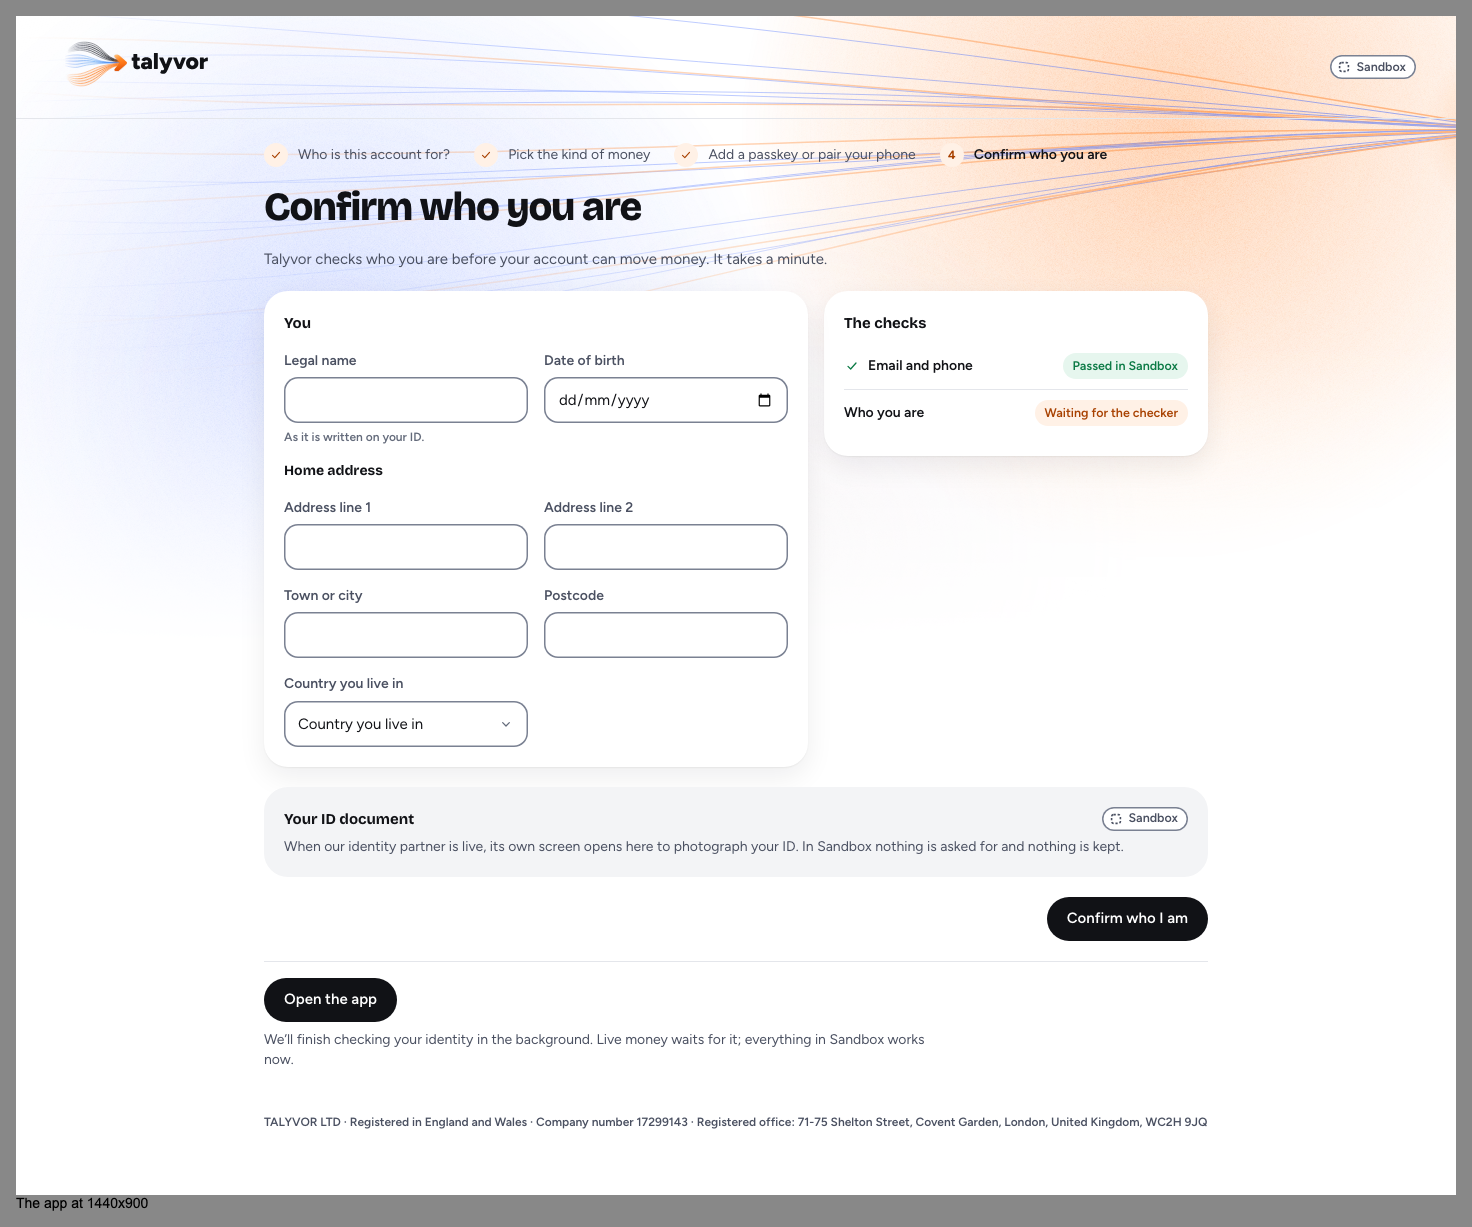 talyvor
Sandbox
Who is this account for?
Pick the kind of money
Add a passkey or pair your phone
4 Confirm who you are
Confirm who you are
Talyvor checks who you are before your account can move money. It takes a minute.
You
Legal name
Date of birth
dd/mm/yyyy
As it is written on your ID.
Home address
Address line 1
Address line 2
Town or city
Postcode
Country you live in
Country you live in
The checks
Email and phone
Passed in Sandbox
Who you are
Waiting for the checker
Your ID document
Sandbox
When our identity partner is live, its own screen opens here to photograph your ID. In Sandbox nothing is asked for and nothing is kept.
Confirm who I am
Open the app
We'll finish checking your identity in the background. Live money waits for it; everything in Sandbox works
now.
TALYVOR LTD · Registered in England and Wales · Company number 17299143 · Registered office: 71-75 Shelton Street, Covent Garden, London, United Kingdom, WC2H 9JQ
The app at 1440x900